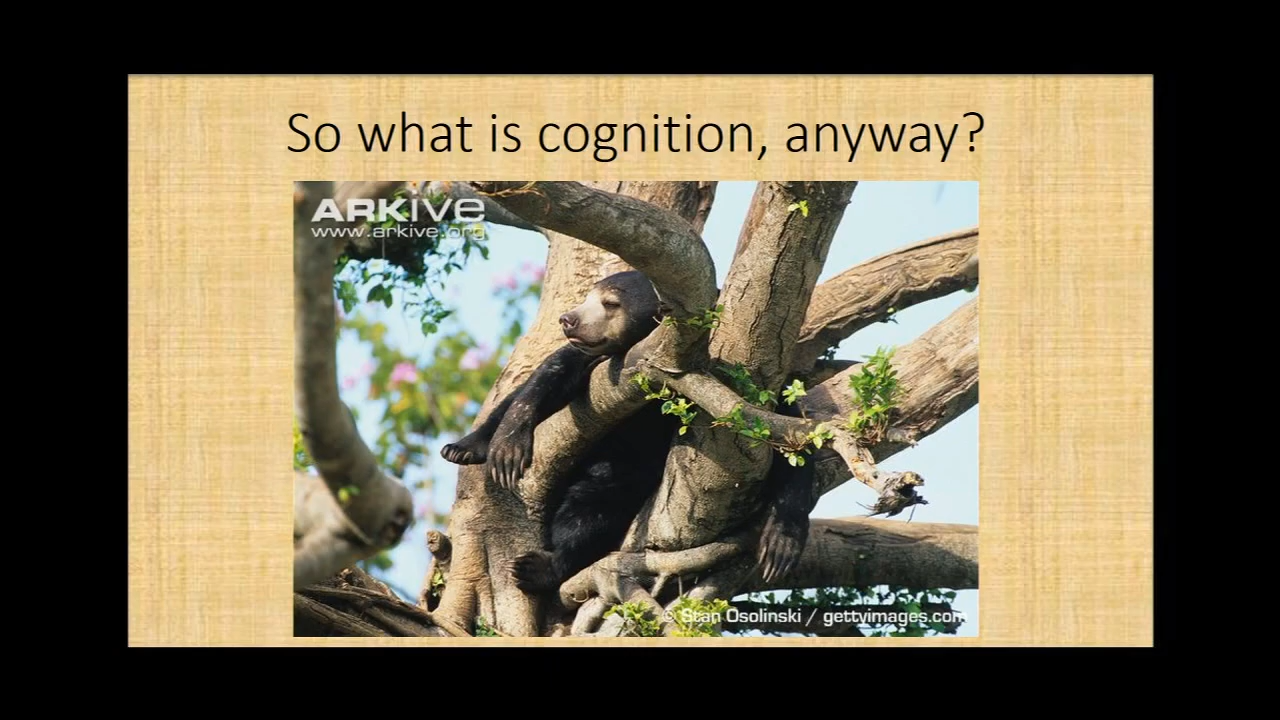 So what is cognition, anyway?
ARKive
www.arkive.org
© Stan Osolinski / gettyimages.com